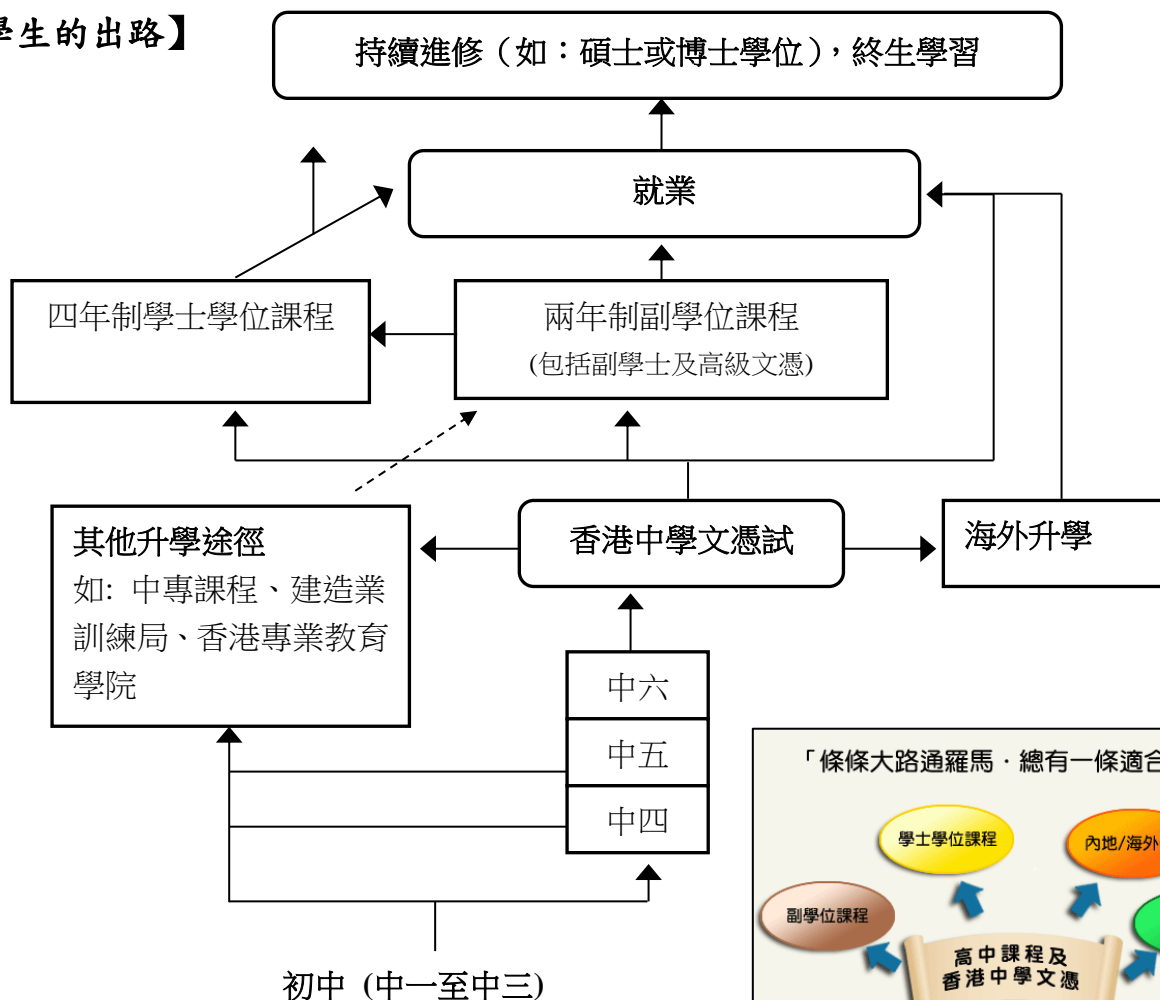 學生的出路】
持續進修（如：碩士或博士學位），終生學習
就業
四年制學士學位課程
兩年制副學位課程
(包括副學士及高級文憑)
其他升學途徑
如: 中專課程、建造業
訓練局、香港專業教育
學院
香港中學文憑試
海外升學
中六
中五
中四
初中 (中一至中三)
「條條大路通羅馬．總有一條適合
學士學位課程
內地/海外
副學位課程
高中課程及
香港中學文憑